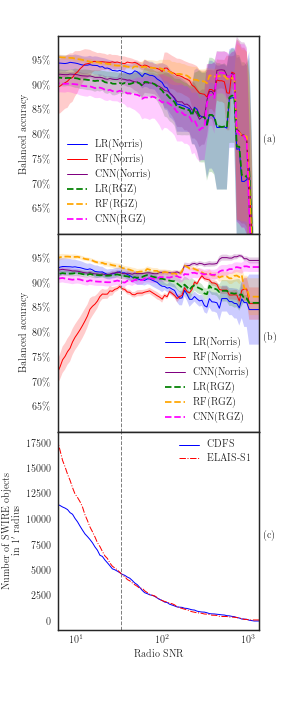 95%
90%
85%
80%
75%
70%
65%
Balanced accuracy
LR(Norris)
RF(Norris)
CNN(Norris)
LR(RGZ)
RF(RGZ)
CNN(RGZ)
(a)
95%
90%
85%
80%
75%
70%
65%
Balanced accuracy
LR(Norris)
RF(Norris)
CNN(Norris)
LR(RGZ)
RF(RGZ)
CNN(RGZ)
(b)
17500
15000
12500
10000
7500
5000
2500
0
Number of SWIRE objects
in 1′ radius
CDFS
ELAIS-S1
(c)
10¹ 10² 10³
Radio SNR